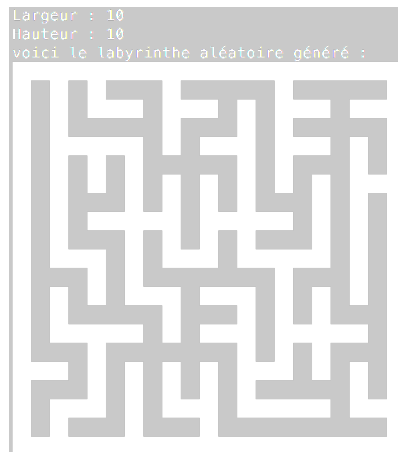 Largeur : 10
Hauteur : 10
voici le labyrinthe aléatoire généré :